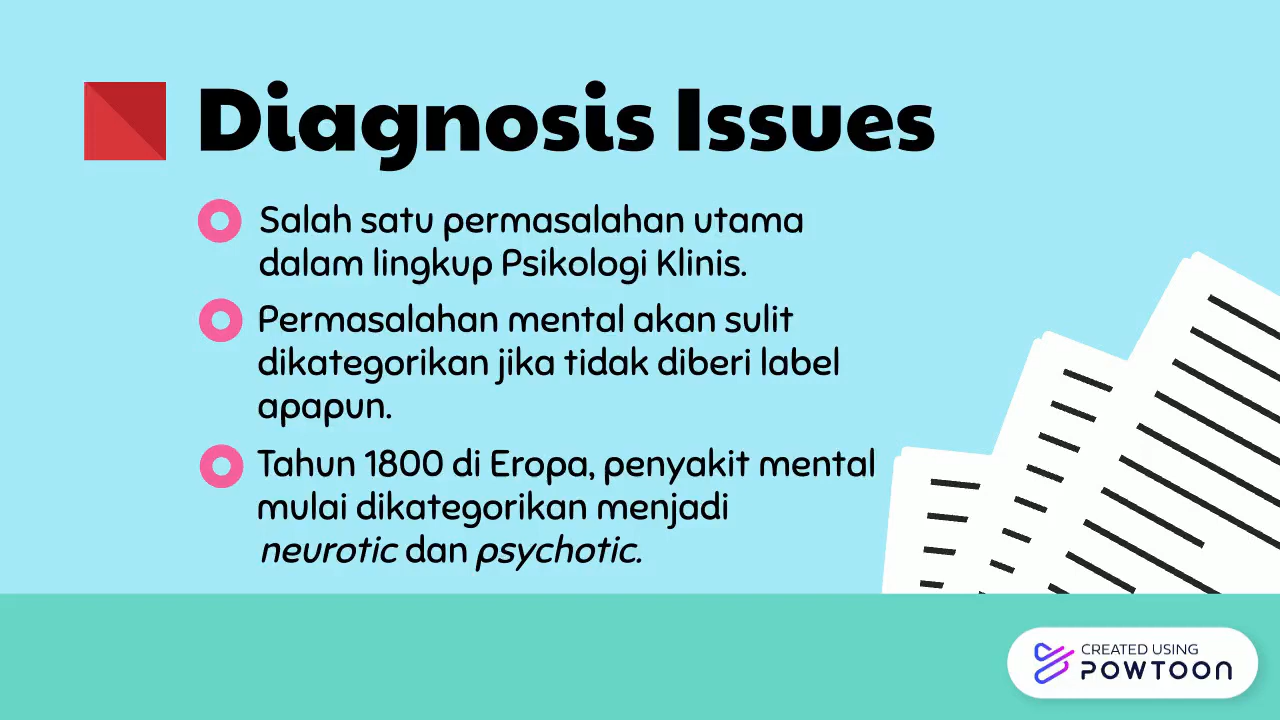 Diagnosis Issues
Salah satu permasalahan utama
dalam lingkup Psikologi Klinis.
Permasalahan mental akan sulit
dikategorikan jika tidak diberi label
apapun.
Tahun 1800 di Eropa, penyakit mental
mulai dikategorikan menjadi
neurotic dan psychotic.
CREATED USING
POWTOON